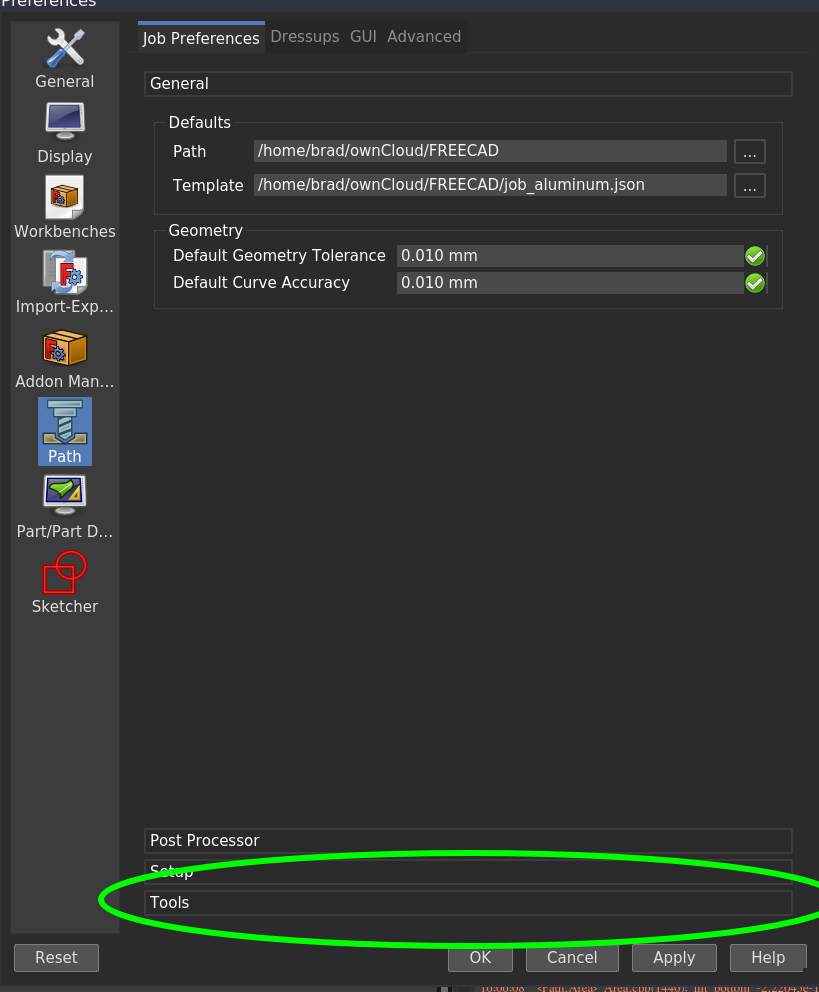 Preferences
Job Preferences Dressups GUI Advanced
General
General
Defaults
Path /home/brad/ownCloud/FREECAD ...
Template /home/brad/ownCloud/FREECAD/job_aluminum.json ...
Geometry
Default Geometry Tolerance 0.010 mm
Default Curve Accuracy 0.010 mm
Display
Workbenches
Import-Exp...
Addon Man...
Path
Part/Part D...
Sketcher
Post Processor
Setup
Tools
Reset OK Cancel Apply Help